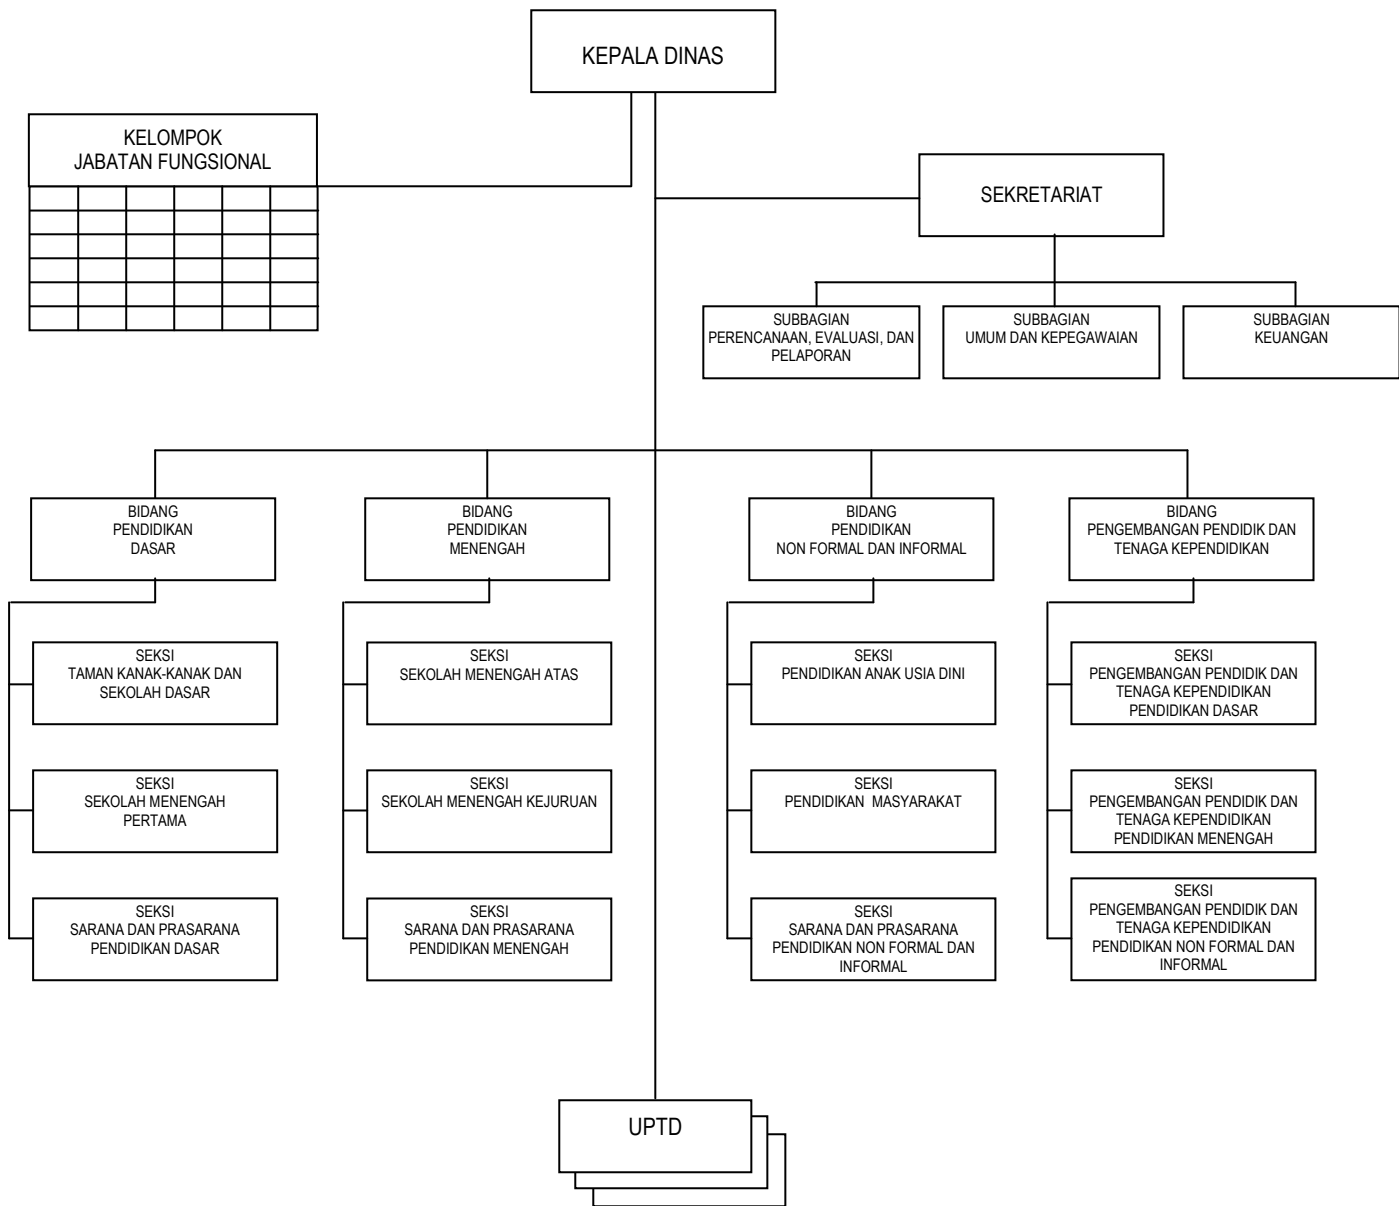 KEPALA DINAS
KELOMPOK
JABATAN FUNGSIONAL
SEKRETARIAT
SUBBAGIAN
PERENCANAAN, EVALUASI, DAN
PELAPORAN
SUBBAGIAN
UMUM DAN KEPEGAWAIAN
SUBBAGIAN
KEUANGAN
BIDANG
PENDIDIKAN
DASAR
BIDANG
PENDIDIKAN
MENENGAH
BIDANG
PENDIDIKAN
NON FORMAL DAN INFORMAL
BIDANG
PENGEMBANGAN PENDIDIK DAN
TENAGA KEPENDIDIKAN
SEKSI
TAMAN KANAK-KANAK DAN
SEKOLAH DASAR
SEKSI
SEKOLAH MENENGAH ATAS
SEKSI
PENDIDIKAN ANAK USIA DINI
SEKSI
PENGEMBANGAN PENDIDIK DAN
TENAGA KEPENDIDIKAN
PENDIDIKAN DASAR
SEKSI
SEKOLAH MENENGAH
PERTAMA
SEKSI
SEKOLAH MENENGAH KEJURUAN
SEKSI
PENDIDIKAN MASYARAKAT
SEKSI
PENGEMBANGAN PENDIDIK DAN
TENAGA KEPENDIDIKAN
PENDIDIKAN MENENGAH
SEKSI
SARANA DAN PRASARANA
PENDIDIKAN DASAR
SEKSI
SARANA DAN PRASARANA
PENDIDIKAN MENENGAH
SEKSI
SARANA DAN PRASARANA
PENDIDIKAN NON FORMAL DAN
INFORMAL
SEKSI
PENGEMBANGAN PENDIDIK DAN
TENAGA KEPENDIDIKAN
PENDIDIKAN NON FORMAL DAN
INFORMAL
UPTD